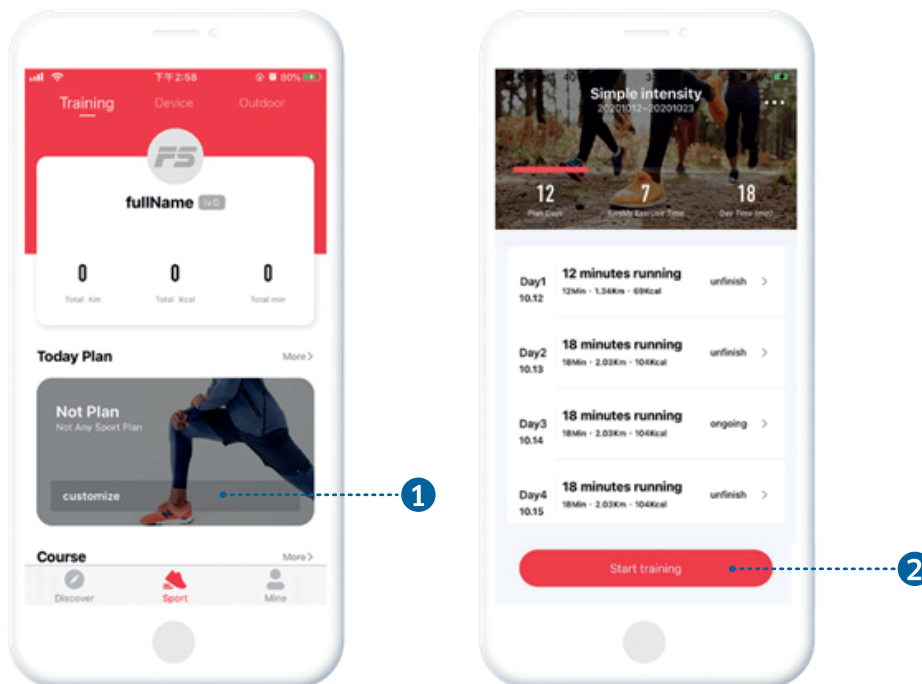 下午2:58
80%
Training
Device
Outdoor
FS
fullName lv.0
0
0
0
Total Km
Total Kcal
Total min
Today Plan
More>
Not Plan
Not Any Sport Plan
customize
1
Course
More>
Discover
Sport
Mine
Simple intensity
20201012~20201023
...
12
7
18
Plan Days
Weekly Exercise Time
Day Time (min)
Day1
10.12
12 minutes running
12Min · 1.34Km · 69Kcal
unfinish >
Day2
10.13
18 minutes running
18Min · 2.03Km · 104Kcal
unfinish >
Day3
10.14
18 minutes running
18Min · 2.03Km · 104Kcal
ongoing >
Day4
10.15
18 minutes running
18Min · 2.03Km · 104Kcal
unfinish >
Start training
2